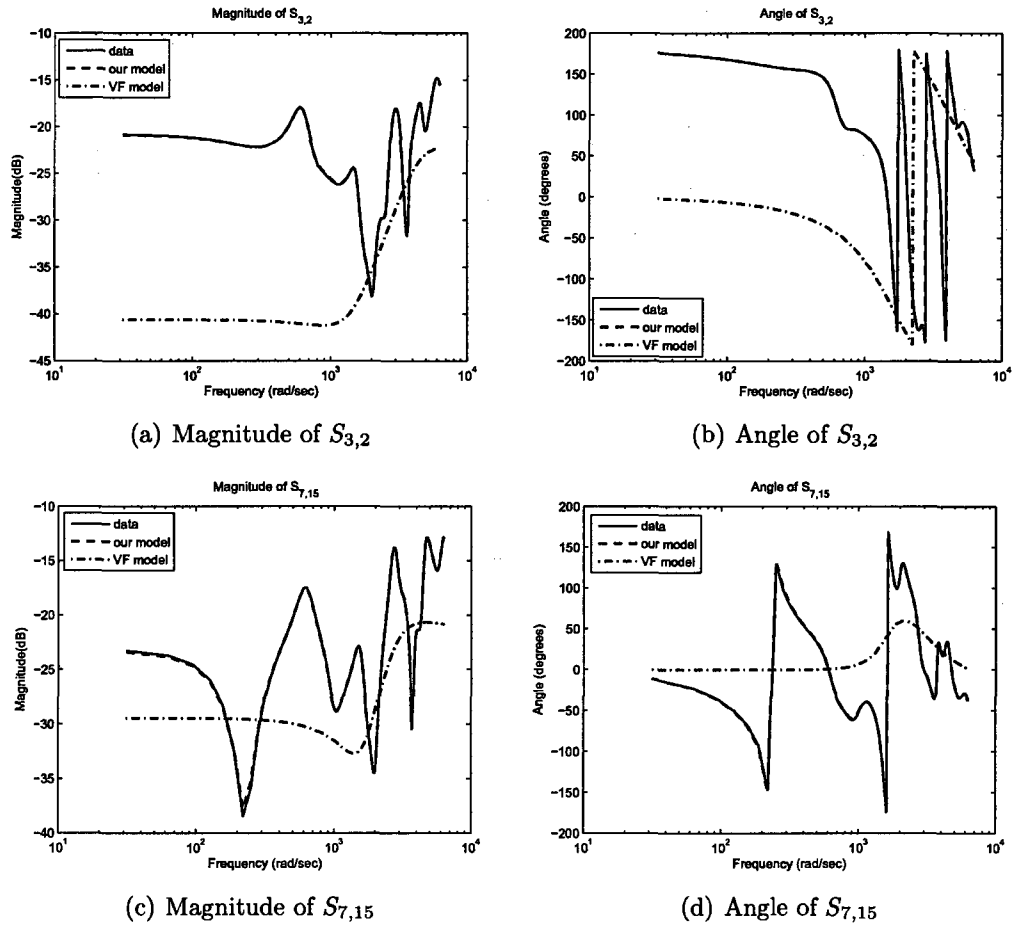 Magnitude of S3,2
-10
-15
-20
-25
-30
-35
-40
-45
Magnitude(dB)
data
our model
VF model
10^1 10^2 10^3 10^4
Frequency (rad/sec)
(a) Magnitude of S3,2
Angle of S3,2
200
150
100
50
0
-50
-100
-150
-200
Angle (degrees)
data
our model
VF model
10^1 10^2 10^3 10^4
Frequency (rad/sec)
(b) Angle of S3,2
Magnitude of S7,15
-10
-15
-20
-25
-30
-35
-40
Magnitude(dB)
data
our model
VF model
10^1 10^2 10^3 10^4
Frequency (rad/sec)
(c) Magnitude of S7,15
Angle of S7,15
200
150
100
50
0
-50
-100
-150
-200
Angle (degrees)
data
our model
VF model
10^1 10^2 10^3 10^4
Frequency (rad/sec)
(d) Angle of S7,15